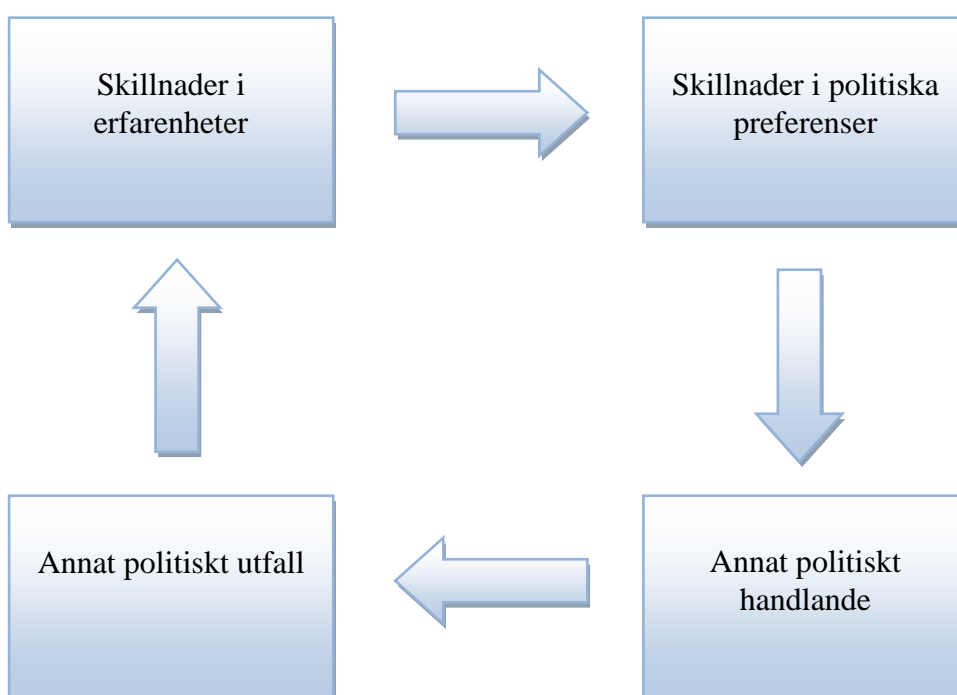 Skillnader i
erfarenheter
Skillnader i politiska
preferenser
Annat politiskt utfall
Annat politiskt
handlande